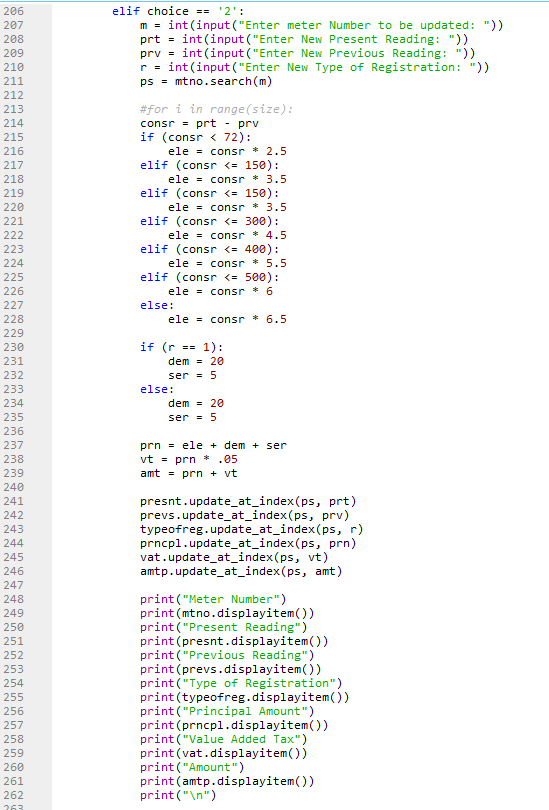 206 elif choice == '2':
207 m = int(input("Enter meter Number to be updated: "))
208 prt = int(input("Enter New Present Reading: "))
209 prv = int(input("Enter New Previous Reading: "))
210 r = int(input("Enter New Type of Registration: "))
211 ps = mtno.search(m)
212
213 #for i in range(size):
214 consr = prt - prv
215 if (consr < 72):
216 ele = consr * 2.5
217 elif (consr <= 150):
218 ele = consr * 3.5
219 elif (consr <= 150):
220 ele = consr * 3.5
221 elif (consr <= 300):
222 ele = consr * 4.5
223 elif (consr <= 400):
224 ele = consr * 5.5
225 elif (consr <= 500):
226 ele = consr * 6
227 else:
228 ele = consr * 6.5
229
230 if (r == 1):
231 dem = 20
232 ser = 5
233 else:
234 dem = 20
235 ser = 5
236
237 prn = ele + dem + ser
238 vt = prn * .05
239 amt = prn + vt
240
241 presnt.update_at_index(ps, prt)
242 prevs.update_at_index(ps, prv)
243 typeofreg.update_at_index(ps, r)
244 prncpl.update_at_index(ps, prn)
245 vat.update_at_index(ps, vt)
246 amtp.update_at_index(ps, amt)
247
248 print("Meter Number")
249 print(mtno.displayitem())
250 print("Present Reading")
251 print(presnt.displayitem())
252 print("Previous Reading")
253 print(prevs.displayitem())
254 print("Type of Registration")
255 print(typeofreg.displayitem())
256 print("Principal Amount")
257 print(prncpl.displayitem())
258 print("Value Added Tax")
259 print(vat.displayitem())
260 print("Amount")
261 print(amtp.displayitem())
262 print("\n")
263